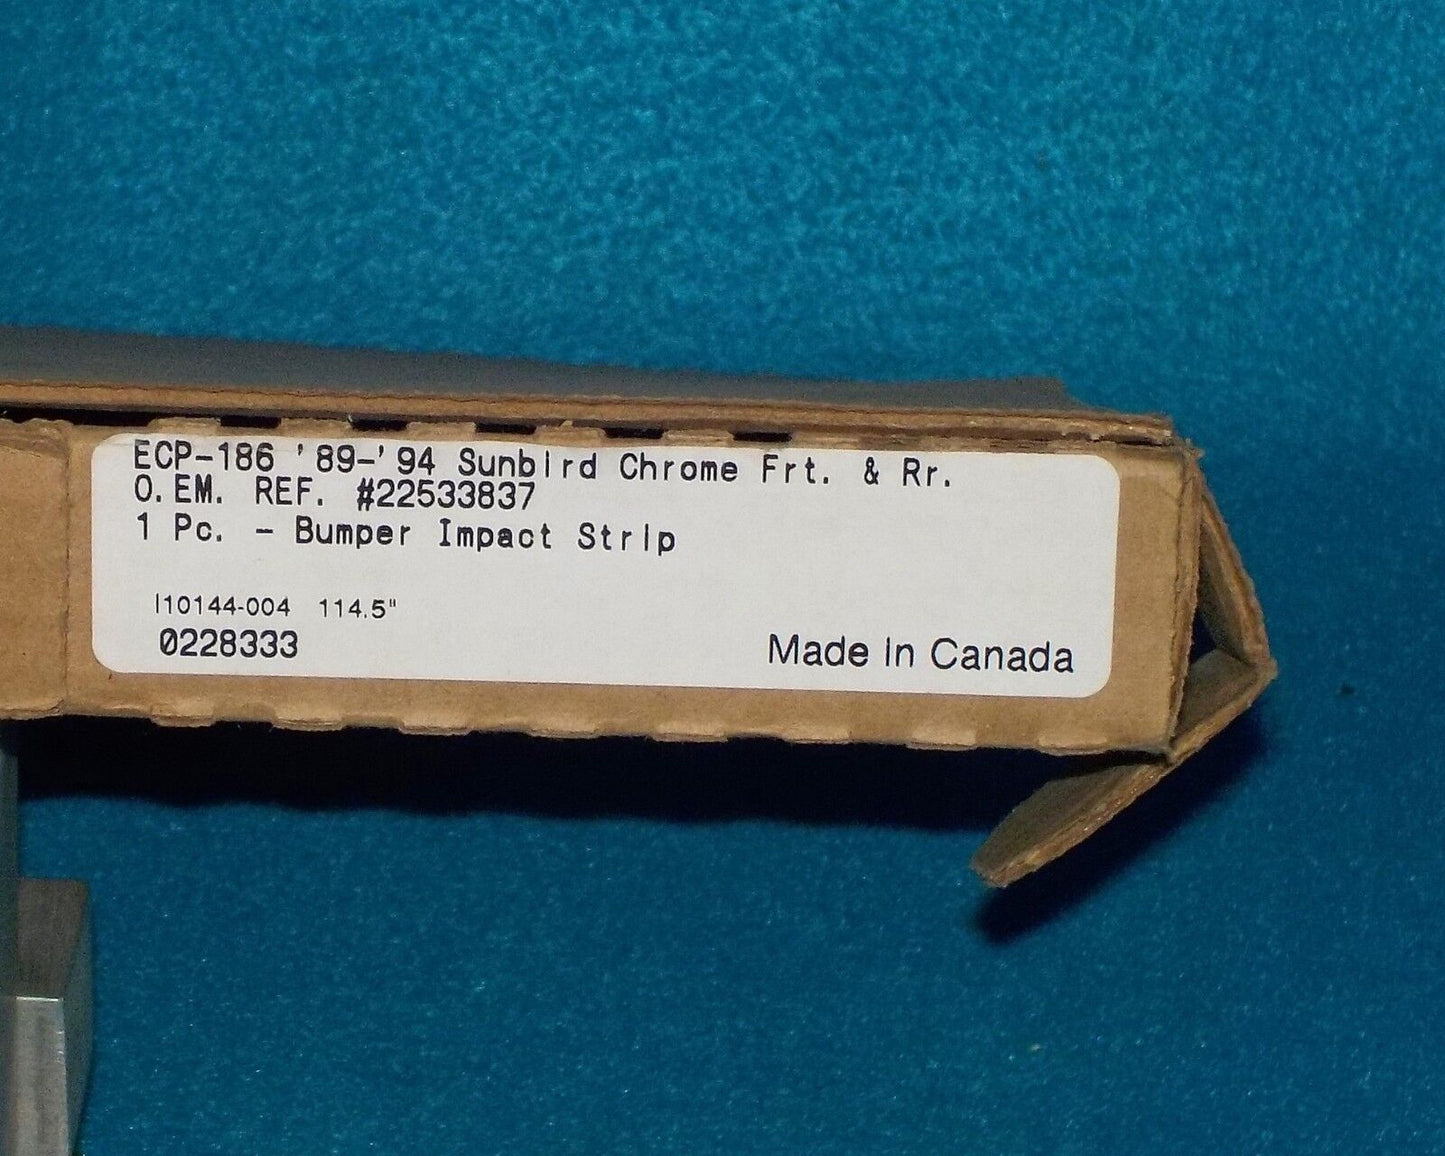 ECP-186 '89-'94 Sunbird Chrome Frt. & Rr.
O.EM. REF. #22533837
1 Pc. - Bumper Impact Strip
I10144-004 114.5"
0228333
Made in Canada